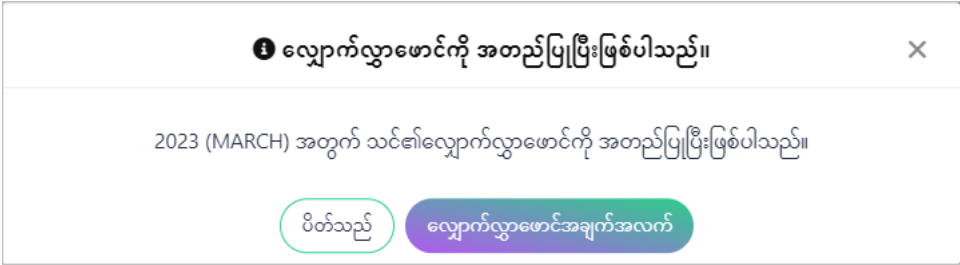 လျှောက်လွှာဖောင်ကို အတည်ပြုပြီးဖြစ်ပါသည်။
2023 (MARCH) အတွက် သင်၏လျှောက်လွှာဖောင်ကို အတည်ပြုပြီးဖြစ်ပါသည်။
ပိတ်သည် လျှောက်လွှာဖောင်အချက်အလက်